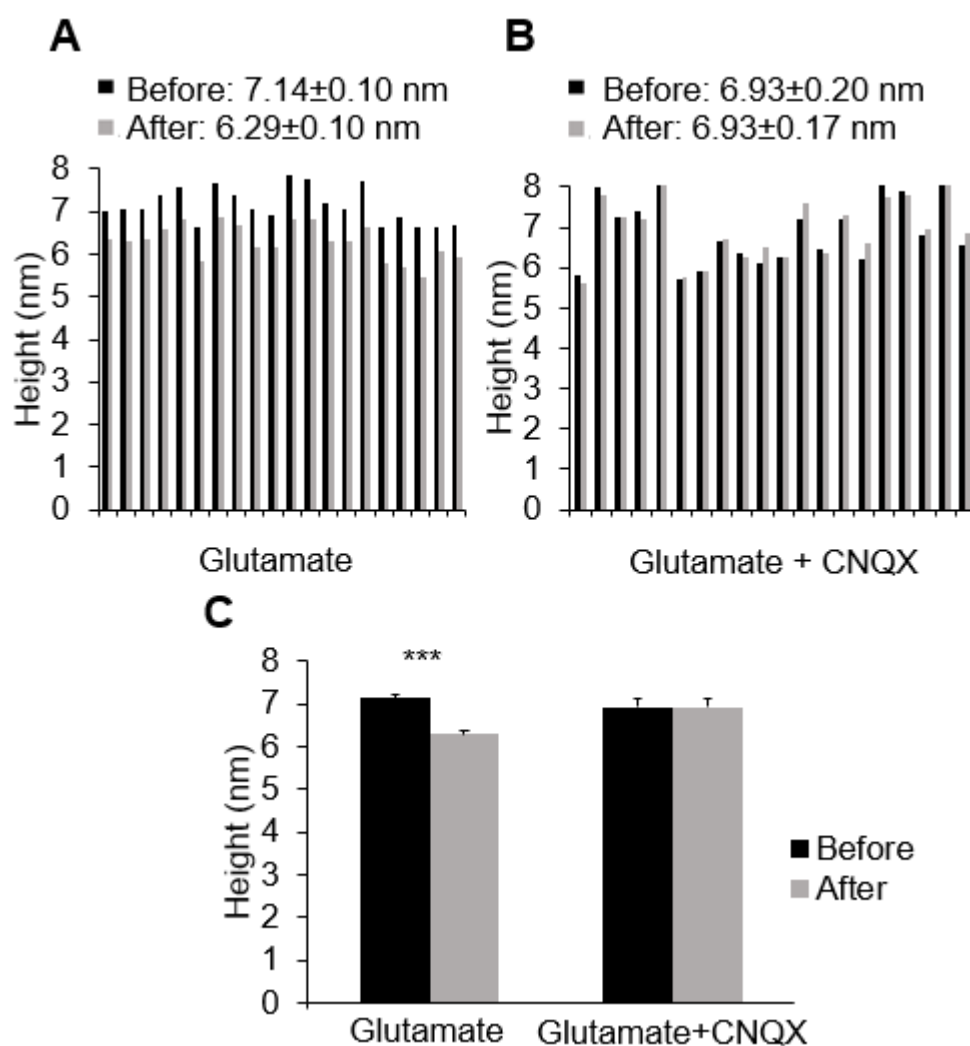 A
Before: 7.14±0.10 nm
After: 6.29±0.10 nm
Height (nm)
8
7
6
5
4
3
2
1
0
Glutamate
B
Before: 6.93±0.20 nm
After: 6.93±0.17 nm
Height (nm)
8
7
6
5
4
3
2
1
0
Glutamate + CNQX
C
***
Height (nm)
8
7
6
5
4
3
2
1
0
Before
After
Glutamate
Glutamate+CNQX